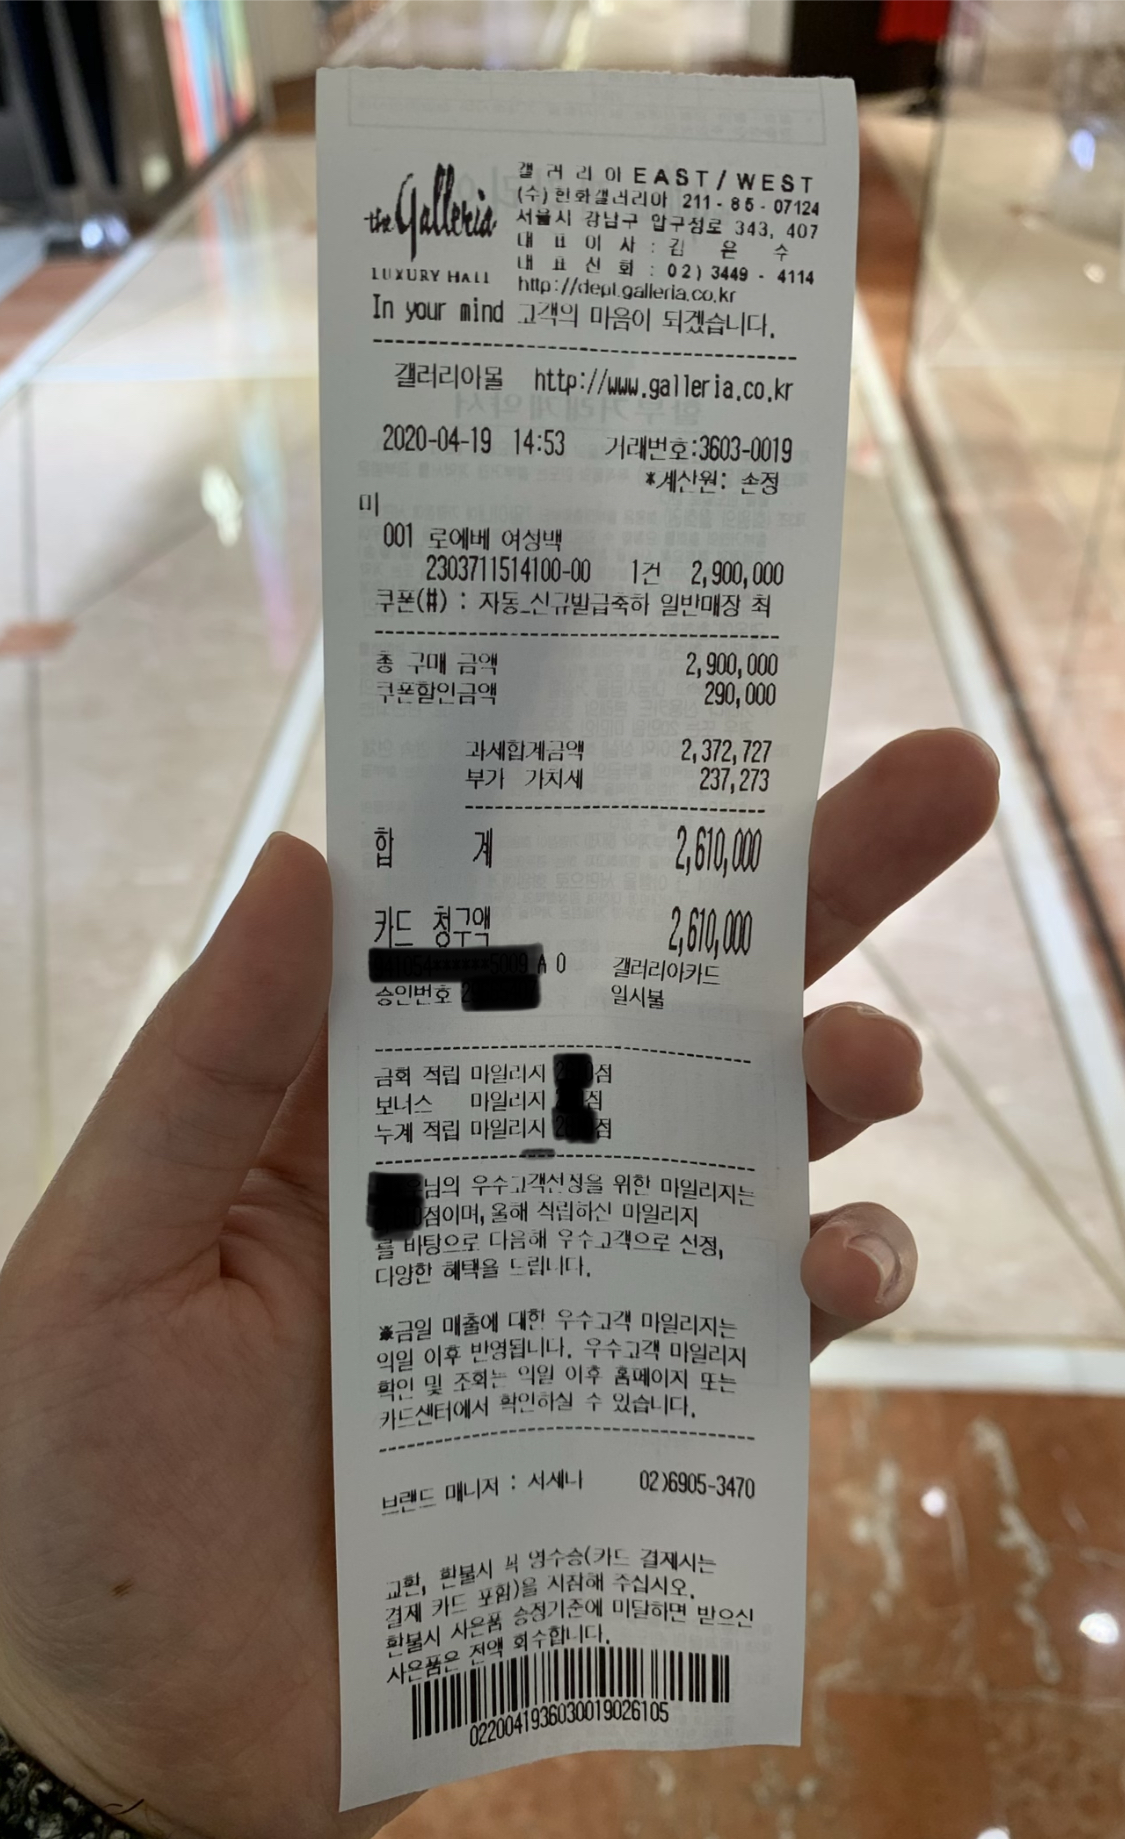 the Galleria
LUXURY HALL
갤 러 리 아 EAST / WEST
(주) 한화갤러리아 211 - 85 - 07124
서울시 강남구 압구정로 343, 407
대 표 이 사 : 김 은 수
대 표 전 화 : 02) 3449 - 4114
http://dept.galleria.co.kr
In your mind 고객의 마음이 되겠습니다.
갤러리아몰 http://www.galleria.co.kr
2020-04-19 14:53 거래번호:3603-0019
*계산원: 손정
미
001 로에베 여성백
2303711514100-00 1건 2,900,000
쿠폰(#) : 자동_신규발급축하 일반매장 최
총 구매 금액 2,900,000
쿠폰할인금액 290,000
과세합계금액 2,372,727
부가 가치세 237,273
합 계 2,610,000
카드 청구액 2,610,000
A 0 갤러리아카드
승인번호 일시불
금회 적립 마일리지 점
보너스 마일리지 점
누계 적립 마일리지 점
님의 우수고객선정을 위한 마일리지는
점이며, 올해 적립하신 마일리지
를 바탕으로 다음해 우수고객으로 선정,
다양한 혜택을 드립니다.
※금일 매출에 대한 우수고객 마일리지는
익일 이후 반영됩니다. 우수고객 마일리지
확인 및 조회는 익일 이후 홈페이지 또는
카드센터에서 확인하실 수 있습니다.
브랜드 매니저 : 서세나 02)6905-3470
교환, 환불시 꼭 영수증(카드 결제시는
결제 카드 포함)을 지참해 주십시오.
환불시 사은품 증정기준에 미달하면 받으신
사은품은 전액 회수합니다.
0220041936030019026105